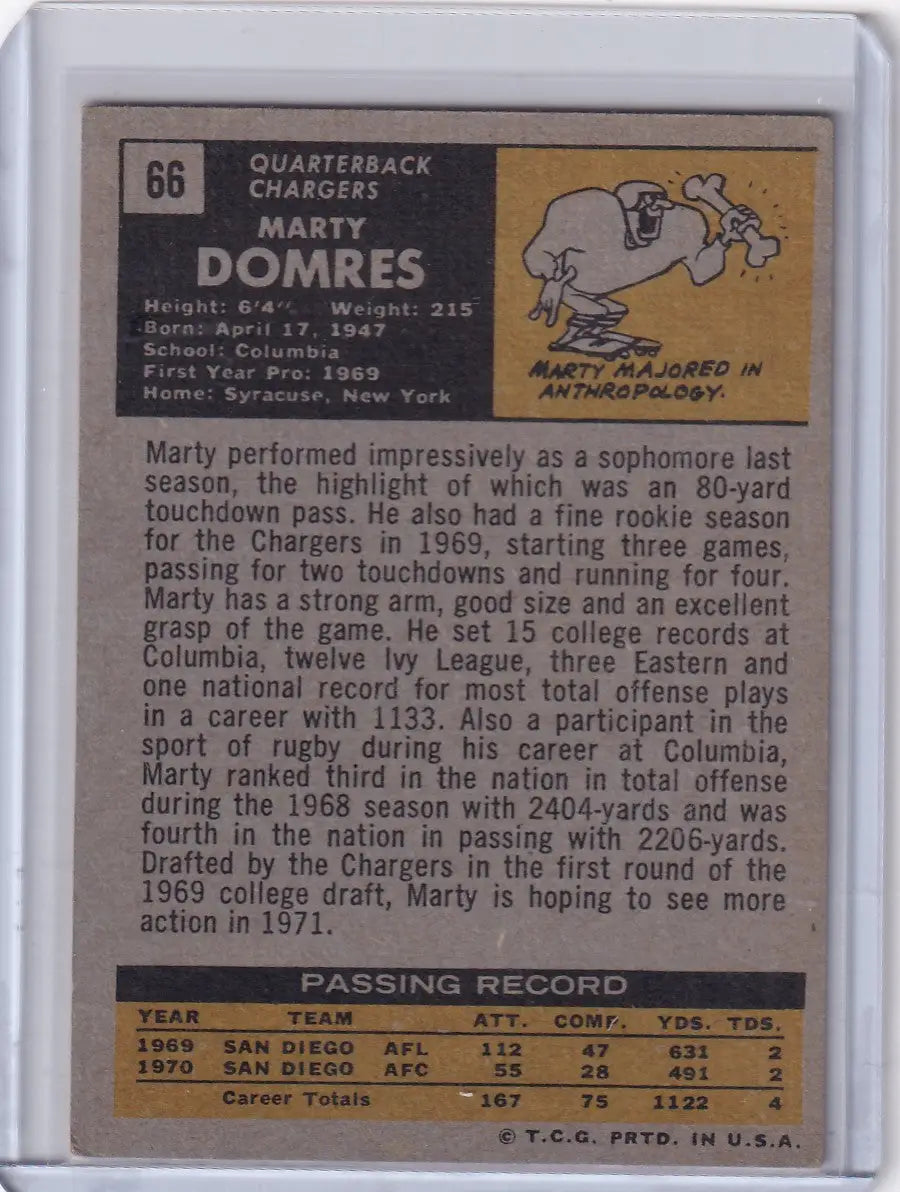 66
QUARTERBACK
CHARGERS
MARTY
DOMRES
Height: 6'4" Weight: 215
Born: April 17, 1947
School: Columbia
First Year Pro: 1969
Home: Syracuse, New York
MARTY MAJORED IN
ANTHROPOLOGY.
Marty performed impressively as a sophomore last
season, the highlight of which was an 80-yard
touchdown pass. He also had a fine rookie season
for the Chargers in 1969, starting three games,
passing for two touchdowns and running for four.
Marty has a strong arm, good size and an excellent
grasp of the game. He set 15 college records at
Columbia, twelve Ivy League, three Eastern and
one national record for most total offense plays
in a career with 1133. Also a participant in the
sport of rugby during his career at Columbia,
Marty ranked third in the nation in total offense
during the 1968 season with 2404-yards and was
fourth in the nation in passing with 2206-yards.
Drafted by the Chargers in the first round of the
1969 college draft, Marty is hoping to see more
action in 1971.
PASSING RECORD
YEAR TEAM ATT. COMP. YDS. TDS.
1969 SAN DIEGO AFL 112 47 631 2
1970 SAN DIEGO AFC 55 28 491 2
Career Totals 167 75 1122 4
© T.C.G. PRTD. IN U.S.A.